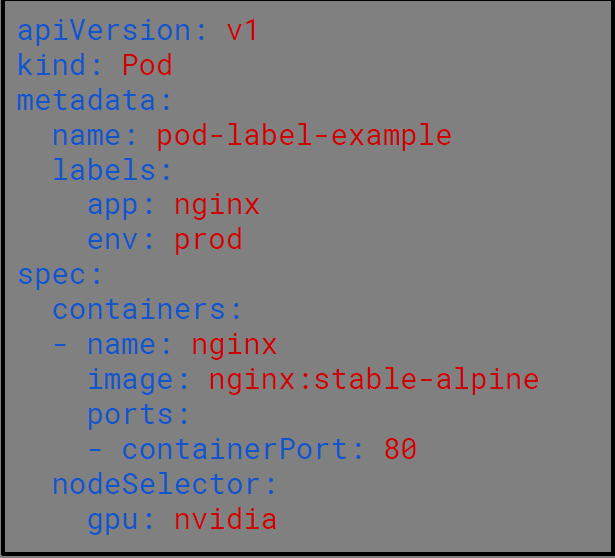 apiVersion: v1
kind: Pod
metadata:
  name: pod-label-example
  labels:
    app: nginx
    env: prod
spec:
  containers:
  - name: nginx
    image: nginx:stable-alpine
    ports:
    - containerPort: 80
  nodeSelector:
    gpu: nvidia